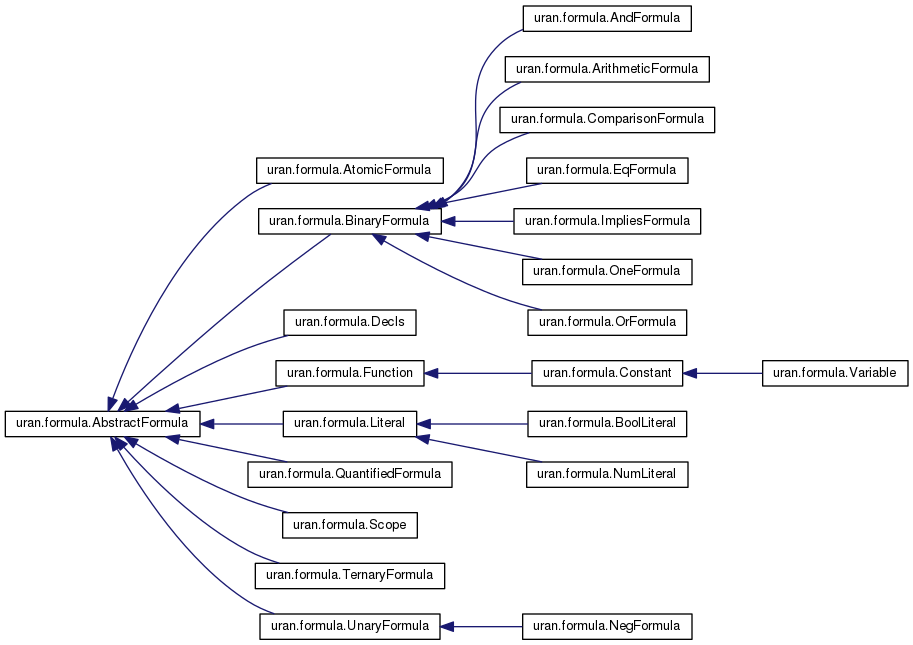 uran.formula.AndFormula
uran.formula.ArithmeticFormula
uran.formula.ComparisonFormula
uran.formula.AtomicFormula
uran.formula.EqFormula
uran.formula.BinaryFormula
uran.formula.ImpliesFormula
uran.formula.OneFormula
uran.formula.Decls
uran.formula.OrFormula
uran.formula.Function
uran.formula.Constant
uran.formula.Variable
uran.formula.AbstractFormula
uran.formula.Literal
uran.formula.BoolLiteral
uran.formula.QuantifiedFormula
uran.formula.NumLiteral
uran.formula.Scope
uran.formula.TernaryFormula
uran.formula.UnaryFormula
uran.formula.NegFormula